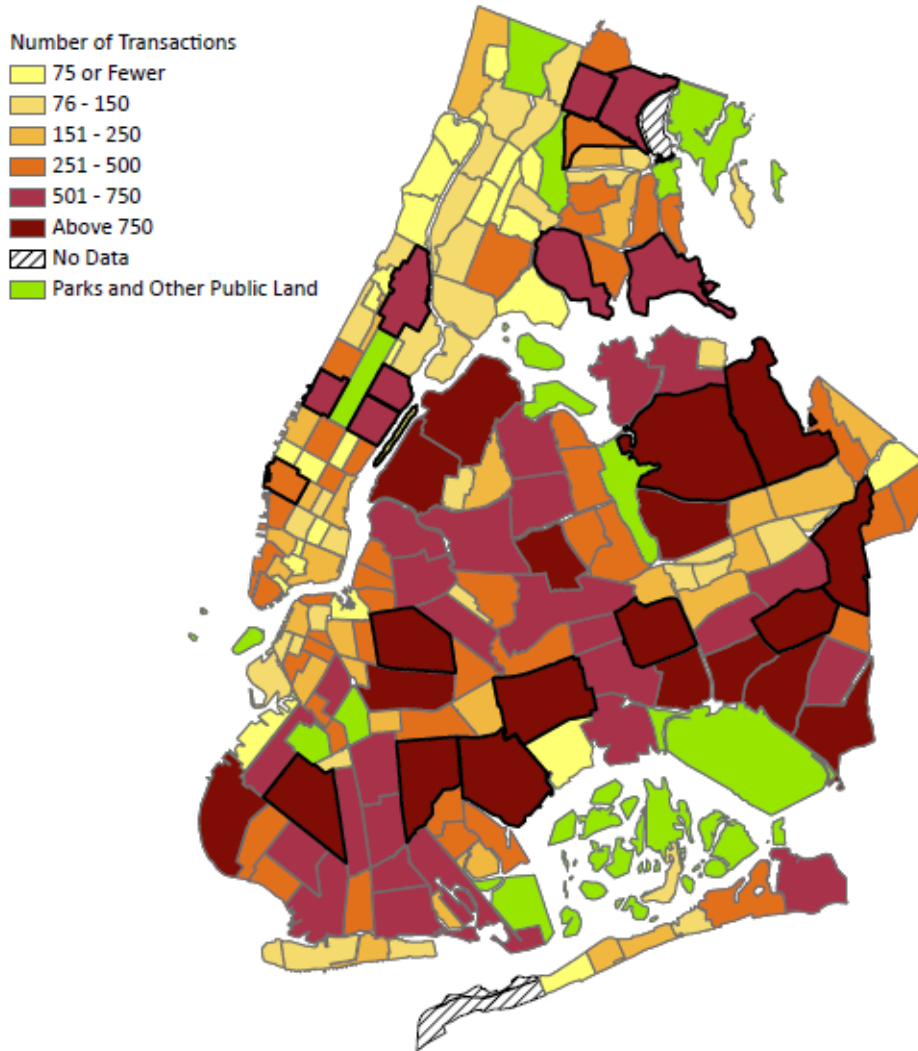 Number of Transactions
75 or Fewer
76 - 150
151 - 250
251 - 500
501 - 750
Above 750
No Data
Parks and Other Public Land